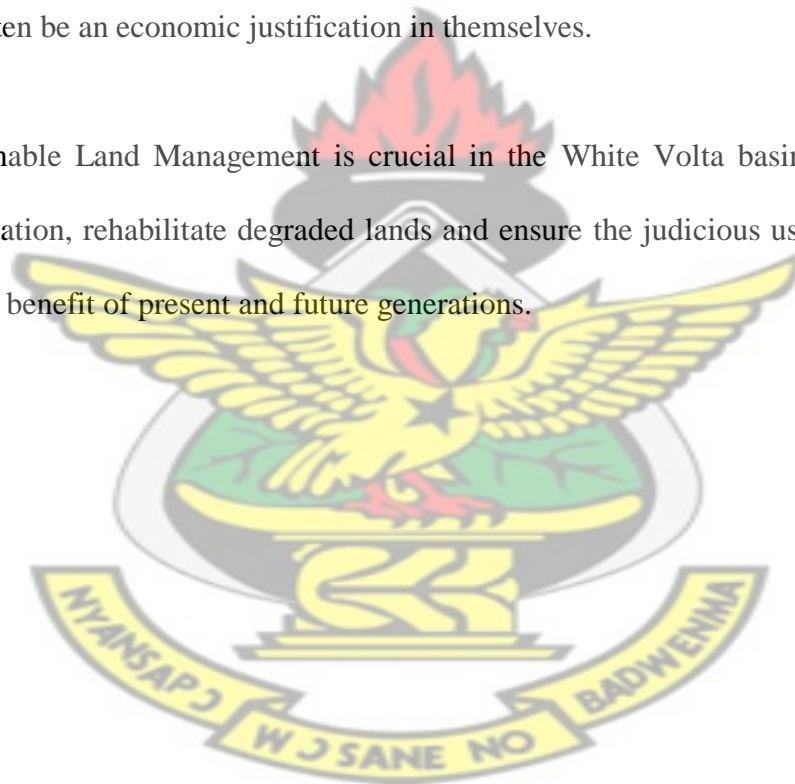 ten be an economic justification in themselves.
nable Land Management is crucial in the White Volta basin
ation, rehabilitate degraded lands and ensure the judicious us
benefit of present and future generations.
NYANSAPƆ
WƆSANE NO
BADWENMA